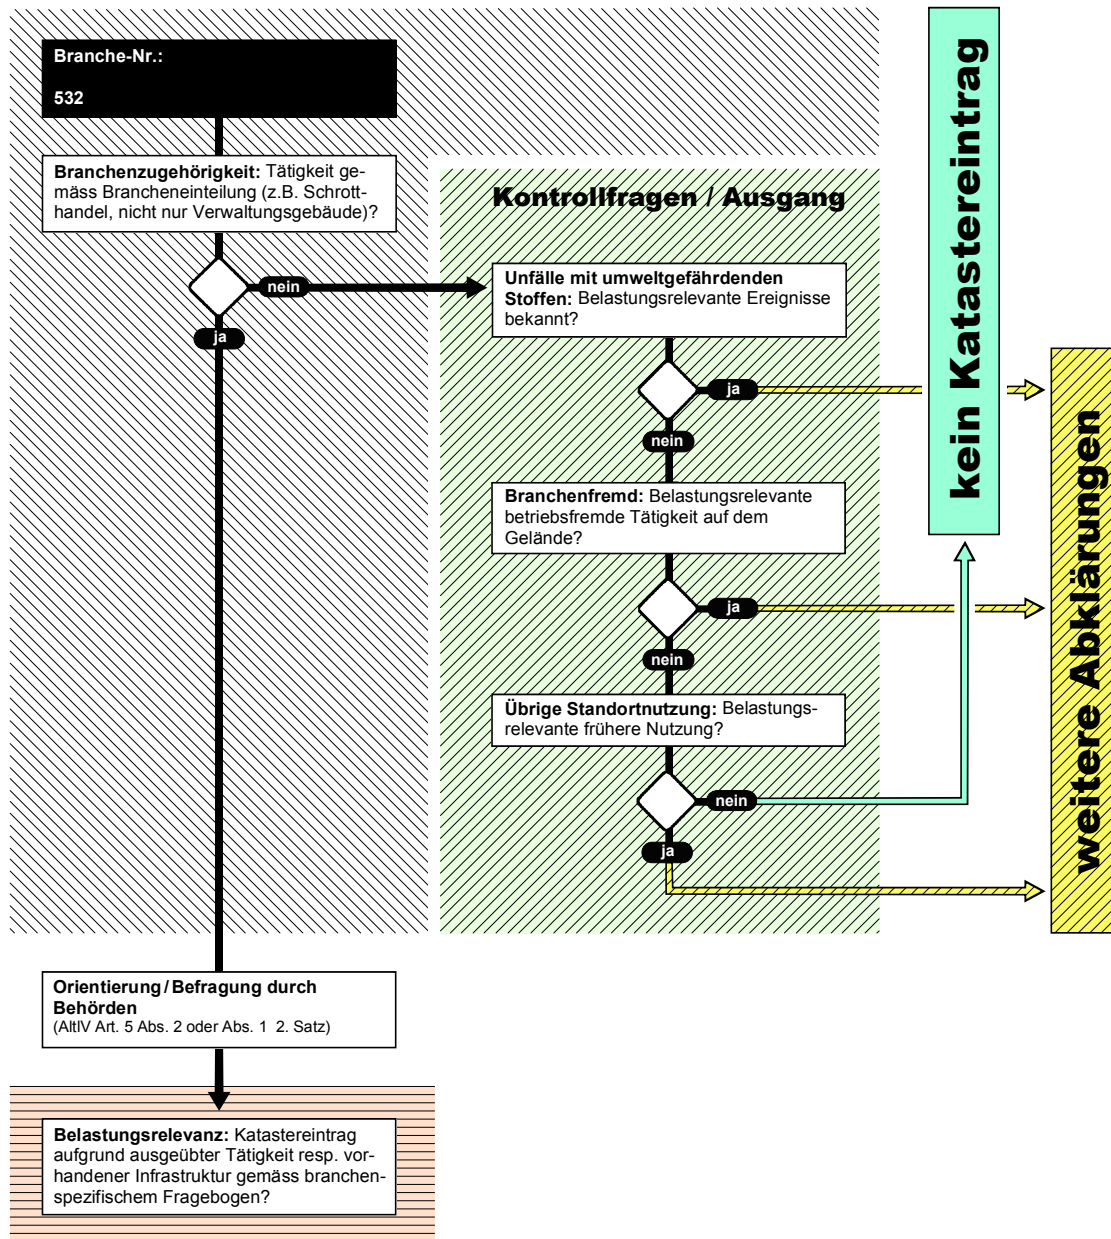 Branche-Nr.:
532
Branchenzugehörigkeit: Tätigkeit ge-
mäss Brancheneinteilung (z.B. Schrott-
handel, nicht nur Verwaltungsgebäude)?
nein
ja
Kontrollfragen / Ausgang
Unfälle mit umweltgefährdenden
Stoffen: Belastungsrelevante Ereignisse
bekannt?
ja
nein
Branchenfremd: Belastungsrelevante
betriebsfremde Tätigkeit auf dem
Gelände?
ja
nein
Übrige Standortnutzung: Belastungs-
relevante frühere Nutzung?
nein
ja
kein Katastereintrag
weitere Abklärungen
Orientierung / Befragung durch
Behörden
(AltlV Art. 5 Abs. 2 oder Abs. 1 2. Satz)
Belastungsrelevanz: Katastereintrag
aufgrund ausgeübter Tätigkeit resp. vor-
handener Infrastruktur gemäss branchen-
spezifischem Fragebogen?